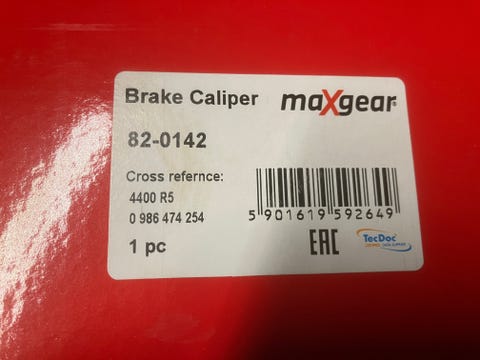 Brake Caliper
maXgear
82-0142
Cross refernce:
4400 R5
0 986 474 254
5 901619 592649
1 pc
EAC
TecDoc